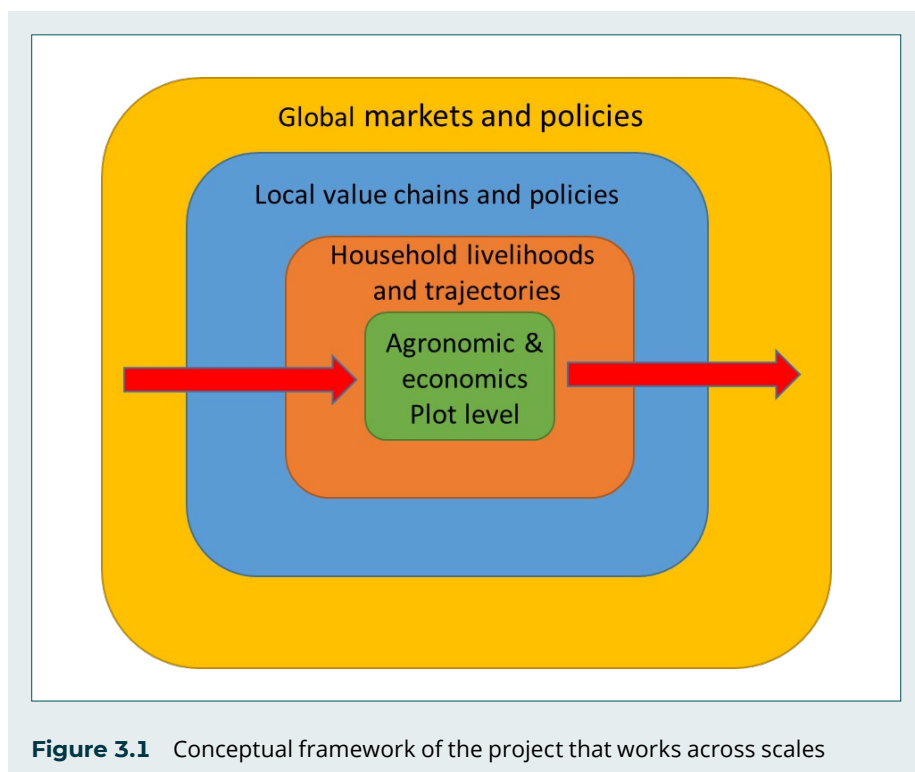 Global markets and policies
Local value chains and policies
Household livelihoods
and trajectories
Agronomic &
economics
Plot level
Figure 3.1 Conceptual framework of the project that works across scales